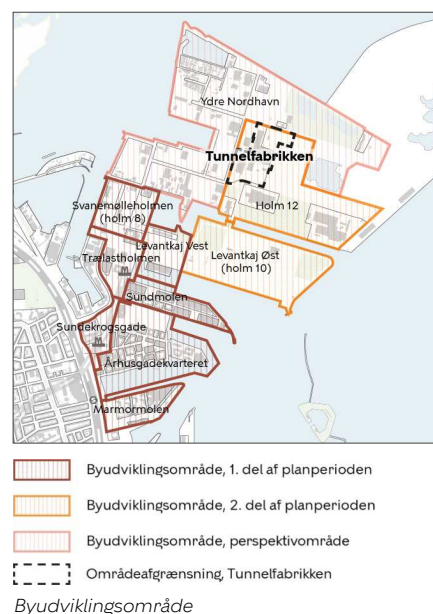 Ydre Nordhavn
Tunnelfabrikken
Svanemølleholmen
(holm 8)
Holm 12
Levantkaj Vest
Levantkaj Øst
(holm 10)
Trælastholmen
Sundmolen
Sundekrogsgade
Århusgadekvarteret
Marmormolen
Byudviklingsområde, 1. del af planperioden
Byudviklingsområde, 2. del af planperioden
Byudviklingsområde, perspektivområde
Områdeafgrænsning, Tunnelfabrikken
Byudviklingsområde